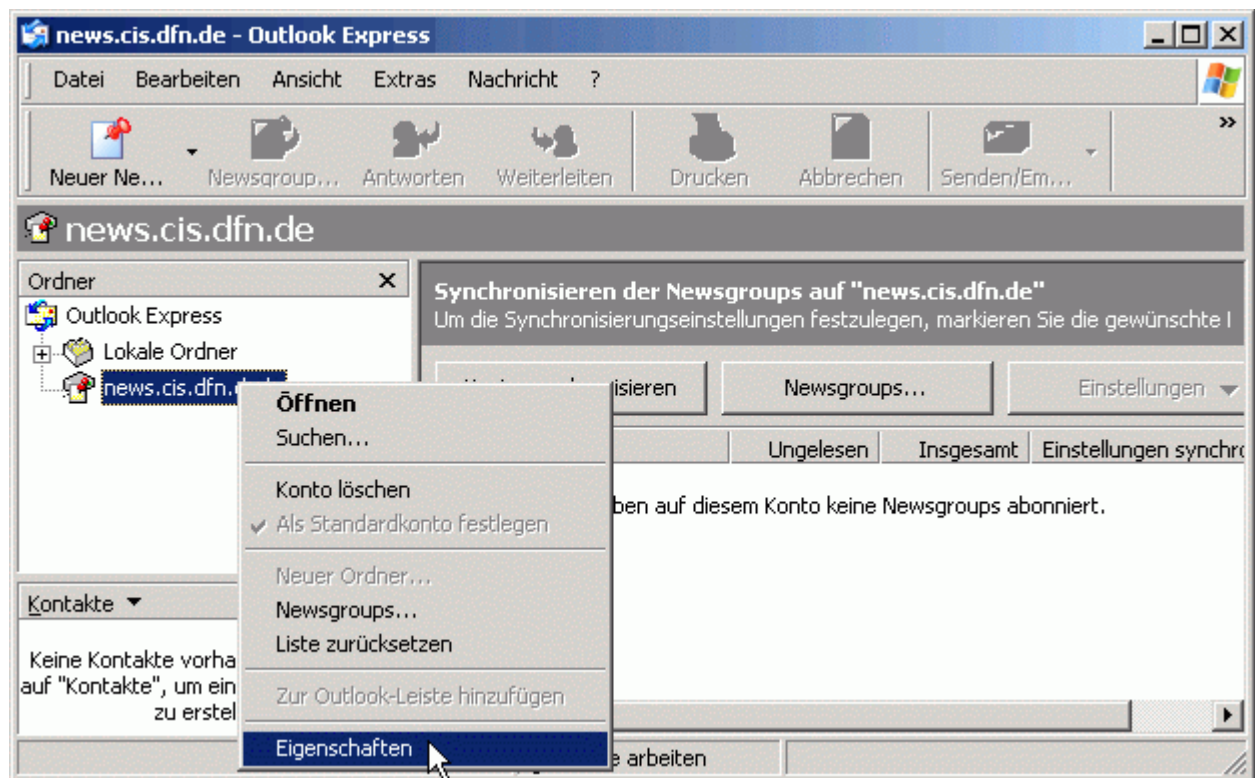 news.cis.dfn.de - Outlook Express
Datei Bearbeiten Ansicht Extras Nachricht ?
Neuer Ne... Newsgroup... Antworten Weiterleiten Drucken Abbrechen Senden/Em... »
news.cis.dfn.de
Ordner
Outlook Express
Lokale Ordner
news.cis.dfn.
Synchronisieren der Newsgroups auf "news.cis.dfn.de"
Um die Synchronisierungseinstellungen festzulegen, markieren Sie die gewünschte
isieren Newsgroups... Einstellungen
Ungelesen Insgesamt Einstellungen synchro
ben auf diesem Konto keine Newsgroups abonniert.
Öffnen
Suchen...
Konto löschen
Als Standardkonto festlegen
Neuer Ordner...
Newsgroups...
Liste zurücksetzen
Zur Outlook-Leiste hinzufügen
Eigenschaften
Kontakte
Keine Kontakte vorha
auf "Kontakte", um ein
zu erstel
arbeiten